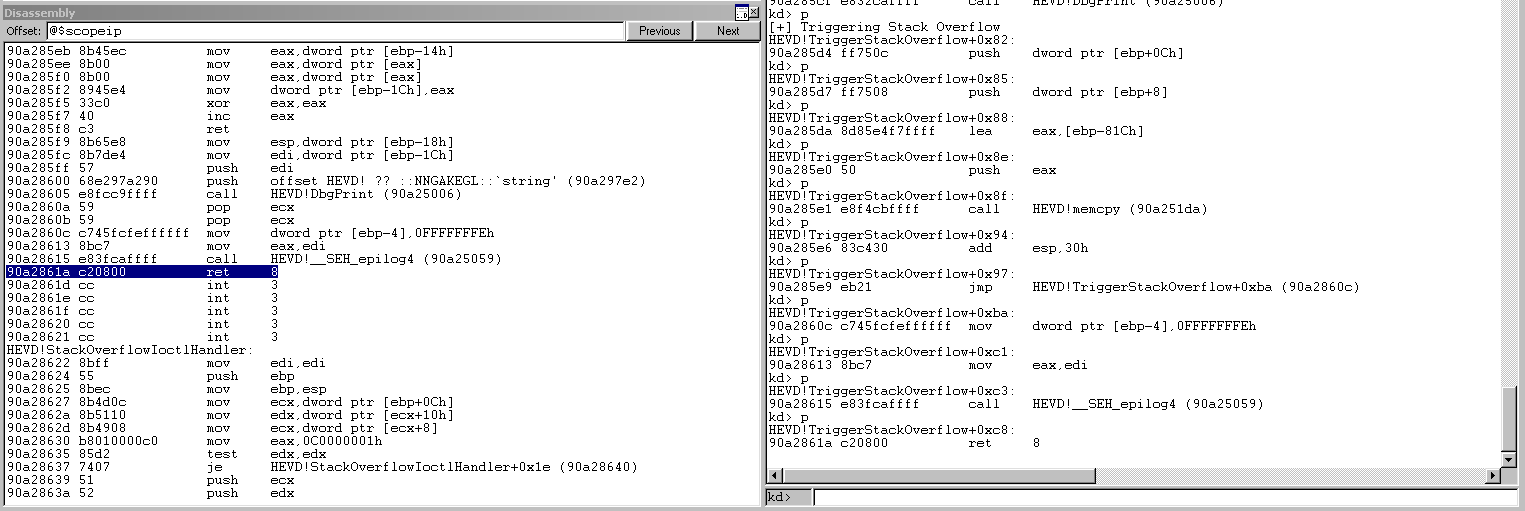 Disassembly
Offset: @$scopeip Previous Next
90a285eb 8b45ec mov eax,dword ptr [ebp-14h]
90a285ee 8b00 mov eax,dword ptr [eax]
90a285f0 8b00 mov eax,dword ptr [eax]
90a285f2 8945e4 mov dword ptr [ebp-1Ch],eax
90a285f5 33c0 xor eax,eax
90a285f7 40 inc eax
90a285f8 c3 ret
90a285f9 8b65e8 mov esp,dword ptr [ebp-18h]
90a285fc 8b7de4 mov edi,dword ptr [ebp-1Ch]
90a285ff 57 push edi
90a28600 68e297a290 push offset HEVD! ?? ::NNGAKEGL::`string' (90a297e2)
90a28605 e8fcc9ffff call HEVD!DbgPrint (90a25006)
90a2860a 59 pop ecx
90a2860b 59 pop ecx
90a2860c c745fcfeffffff mov dword ptr [ebp-4],0FFFFFFFEh
90a28613 8bc7 mov eax,edi
90a28615 e83fcaffff call HEVD!__SEH_epilog4 (90a25059)
90a2861a c20800 ret 8
90a2861d cc int 3
90a2861e cc int 3
90a2861f cc int 3
90a28620 cc int 3
90a28621 cc int 3
HEVD!StackOverflowIoctlHandler:
90a28622 8bff mov edi,edi
90a28624 55 push ebp
90a28625 8bec mov ebp,esp
90a28627 8b4d0c mov ecx,dword ptr [ebp+0Ch]
90a2862a 8b5110 mov edx,dword ptr [ecx+10h]
90a2862d 8b4908 mov ecx,dword ptr [ecx+8]
90a28630 b8010000c0 mov eax,0C0000001h
90a28635 85d2 test edx,edx
90a28637 7407 je HEVD!StackOverflowIoctlHandler+0x1e (90a28640)
90a28639 51 push ecx
90a2863a 52 push edx
90a285cf e832caffff call HEVD!DbgPrint (90a25006)
kd> p
[+] Triggering Stack Overflow
HEVD!TriggerStackOverflow+0x82:
90a285d4 ff750c push dword ptr [ebp+0Ch]
kd> p
HEVD!TriggerStackOverflow+0x85:
90a285d7 ff7508 push dword ptr [ebp+8]
kd> p
HEVD!TriggerStackOverflow+0x88:
90a285da 8d85e4f7ffff lea eax,[ebp-81Ch]
kd> p
HEVD!TriggerStackOverflow+0x8e:
90a285e0 50 push eax
kd> p
HEVD!TriggerStackOverflow+0x8f:
90a285e1 e8f4cbffff call HEVD!memcpy (90a251da)
kd> p
HEVD!TriggerStackOverflow+0x94:
90a285e6 83c430 add esp,30h
kd> p
HEVD!TriggerStackOverflow+0x97:
90a285e9 eb21 jmp HEVD!TriggerStackOverflow+0xba (90a2860c)
kd> p
HEVD!TriggerStackOverflow+0xba:
90a2860c c745fcfeffffff mov dword ptr [ebp-4],0FFFFFFFEh
kd> p
HEVD!TriggerStackOverflow+0xc1:
90a28613 8bc7 mov eax,edi
kd> p
HEVD!TriggerStackOverflow+0xc3:
90a28615 e83fcaffff call HEVD!__SEH_epilog4 (90a25059)
kd> p
HEVD!TriggerStackOverflow+0xc8:
90a2861a c20800 ret 8
kd>